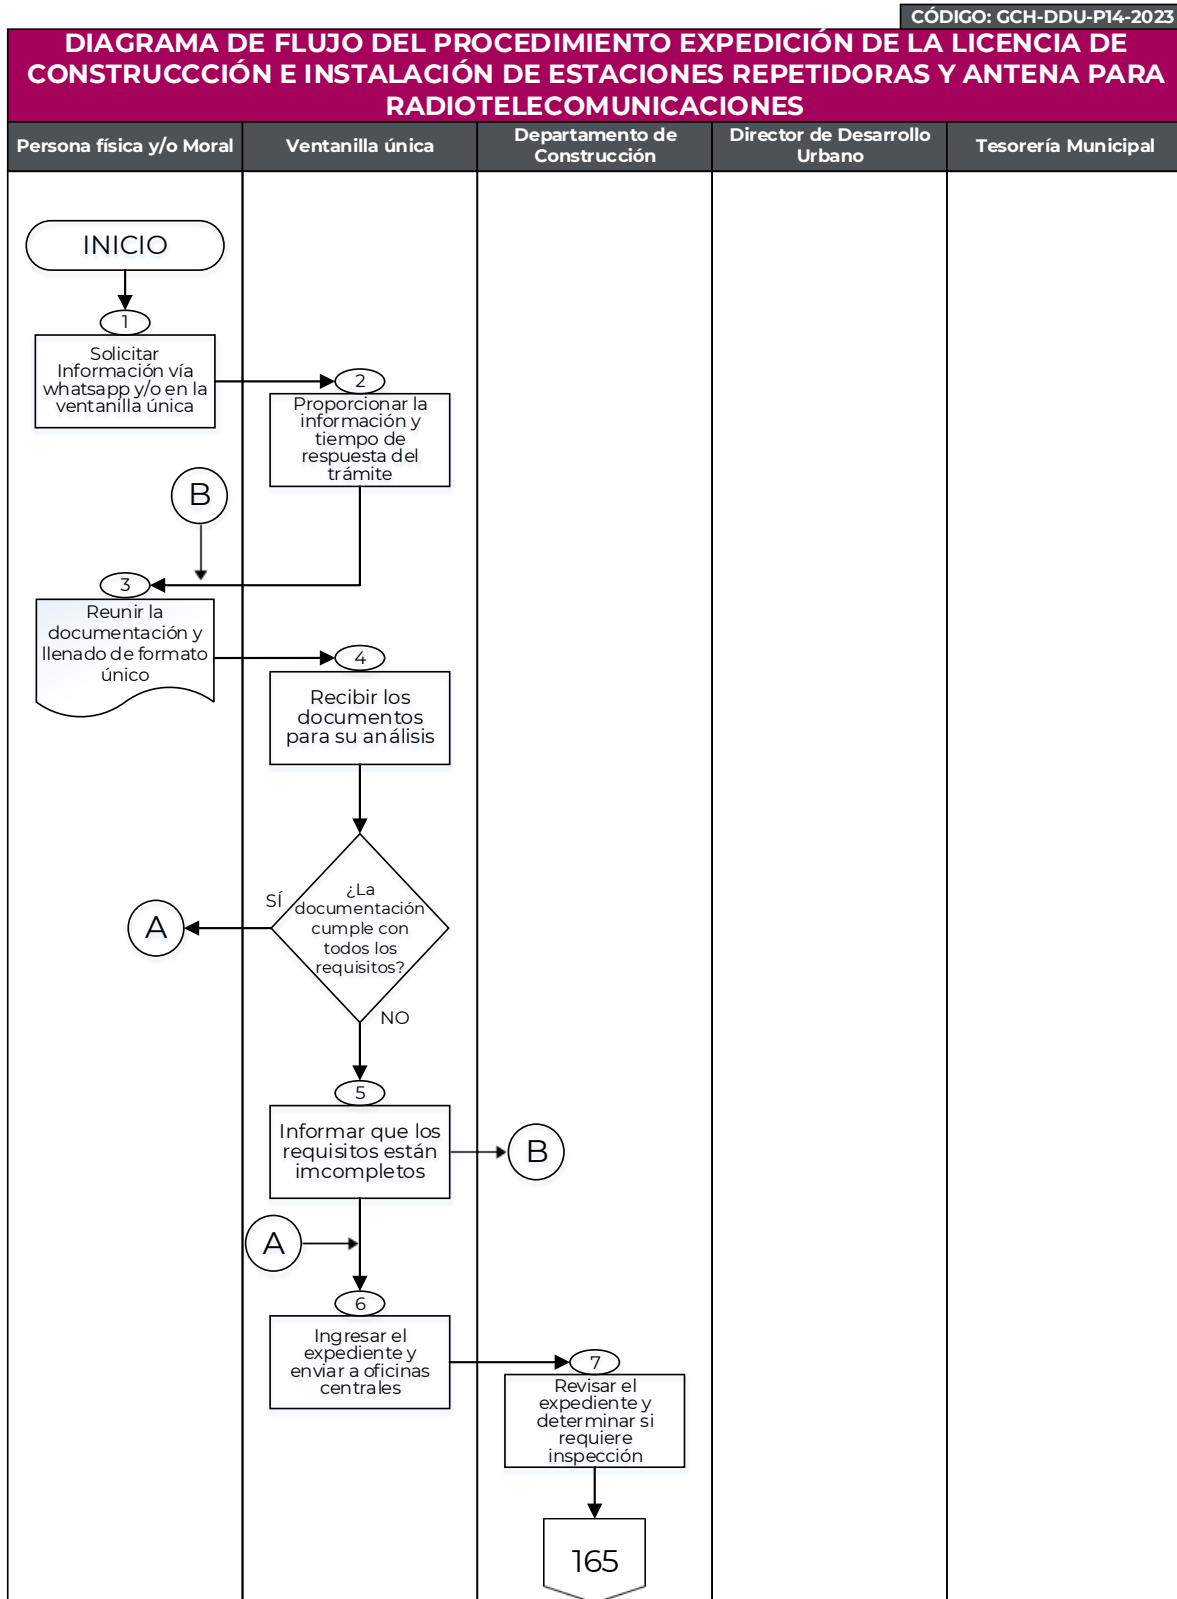 CÓDIGO: GCH-DDU-P14-2023
DIAGRAMA DE FLUJO DEL PROCEDIMIENTO EXPEDICIÓN DE LA LICENCIA DE
CONSTRUCCCIÓN E INSTALACIÓN DE ESTACIONES REPETIDORAS Y ANTENA PARA
RADIOTELECOMUNICACIONES
Persona física y/o Moral
Ventanilla única
Departamento de
Construcción
Director de Desarrollo
Urbano
Tesorería Municipal
INICIO
1
Solicitar
Información vía
whatsapp y/o en la
ventanilla única
2
Proporcionar la
información y
tiempo de
respuesta del
trámite
B
3
Reunir la
documentación y
llenado de formato
único
4
Recibir los
documentos
para su análisis
¿La
documentación
cumple con
todos los
requisitos?
SÍ
A
NO
5
Informar que los
requisitos están
imcompletos
B
A
6
Ingresar el
expediente y
enviar a oficinas
centrales
7
Revisar el
expediente y
determinar si
requiere
inspección
165